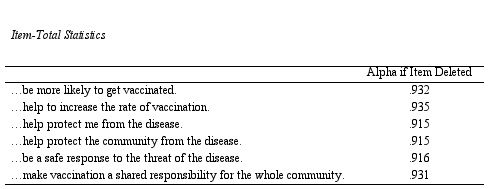 Item-Total Statistics
Alpha if Item Deleted
…be more likely to get vaccinated. .932
…help to increase the rate of vaccination. .935
…help protect me from the disease. .915
…help protect the community from the disease. .915
…be a safe response to the threat of the disease. .916
…make vaccination a shared responsibility for the whole community. .931